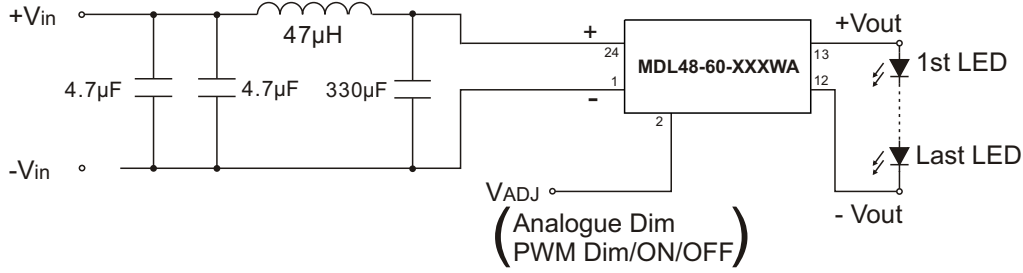 +Vin
47µH
4.7µF
4.7µF
330µF
-Vin
+
24
1
-
MDL48-60-XXXWA
13
12
2
+Vout
1st LED
Last LED
- Vout
VADJ
(Analogue Dim
PWM Dim/ON/OFF)